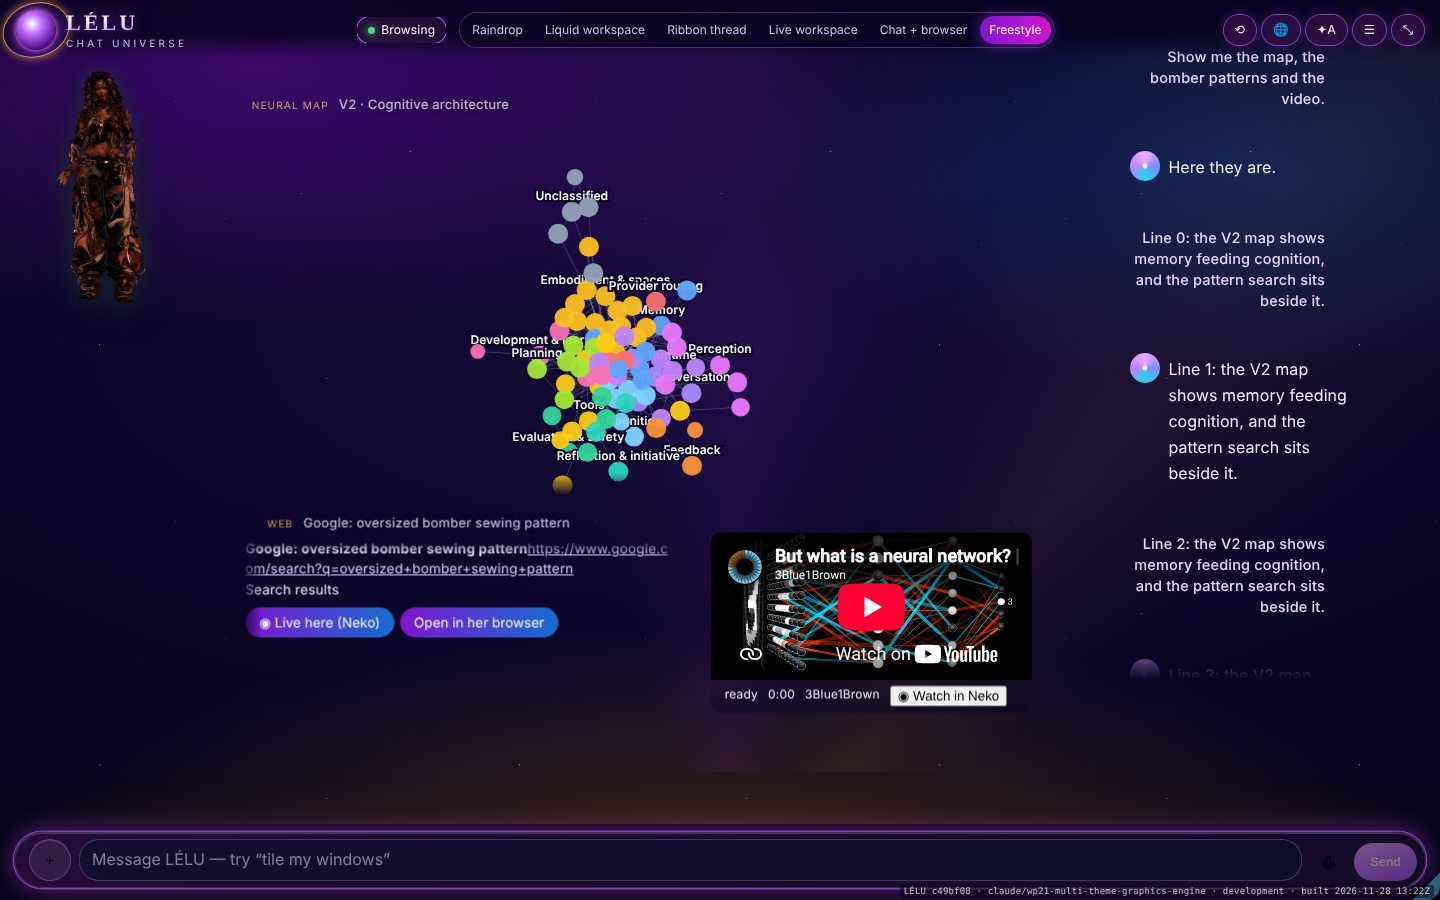 LÉLU
CHAT UNIVERSE
Browsing
Raindrop
Liquid workspace
Ribbon thread
Live workspace
Chat + browser
Freestyle
A
NEURAL MAP V2 · Cognitive architecture
Unclassified
Provider routing
Memory
Perception
Planning
Tools
Feedback
Reflection & initiative
WEB Google: oversized bomber sewing pattern
Google: oversized bomber sewing patternhttps://www.google.c
om/search?q=oversized+bomber+sewing+pattern
Search results
Live here (Neko)
Open in her browser
But what is a neural network?
3Blue1Brown
3
Watch on YouTube
ready 0:00 3Blue1Brown
Watch in Neko
Show me the map, the
bomber patterns and the
video.
Here they are.
Line 0: the V2 map shows
memory feeding cognition,
and the pattern search sits
beside it.
Line 1: the V2 map
shows memory feeding
cognition, and the
pattern search sits
beside it.
Line 2: the V2 map shows
memory feeding cognition,
and the pattern search sits
beside it.
Line 3: the V2 map
Message LÉLU — try “tile my windows”
Send
LÉLU c49bf08 · claude/wp21-multi-theme-graphics-engine · development · built 2026-11-28 13:22Z